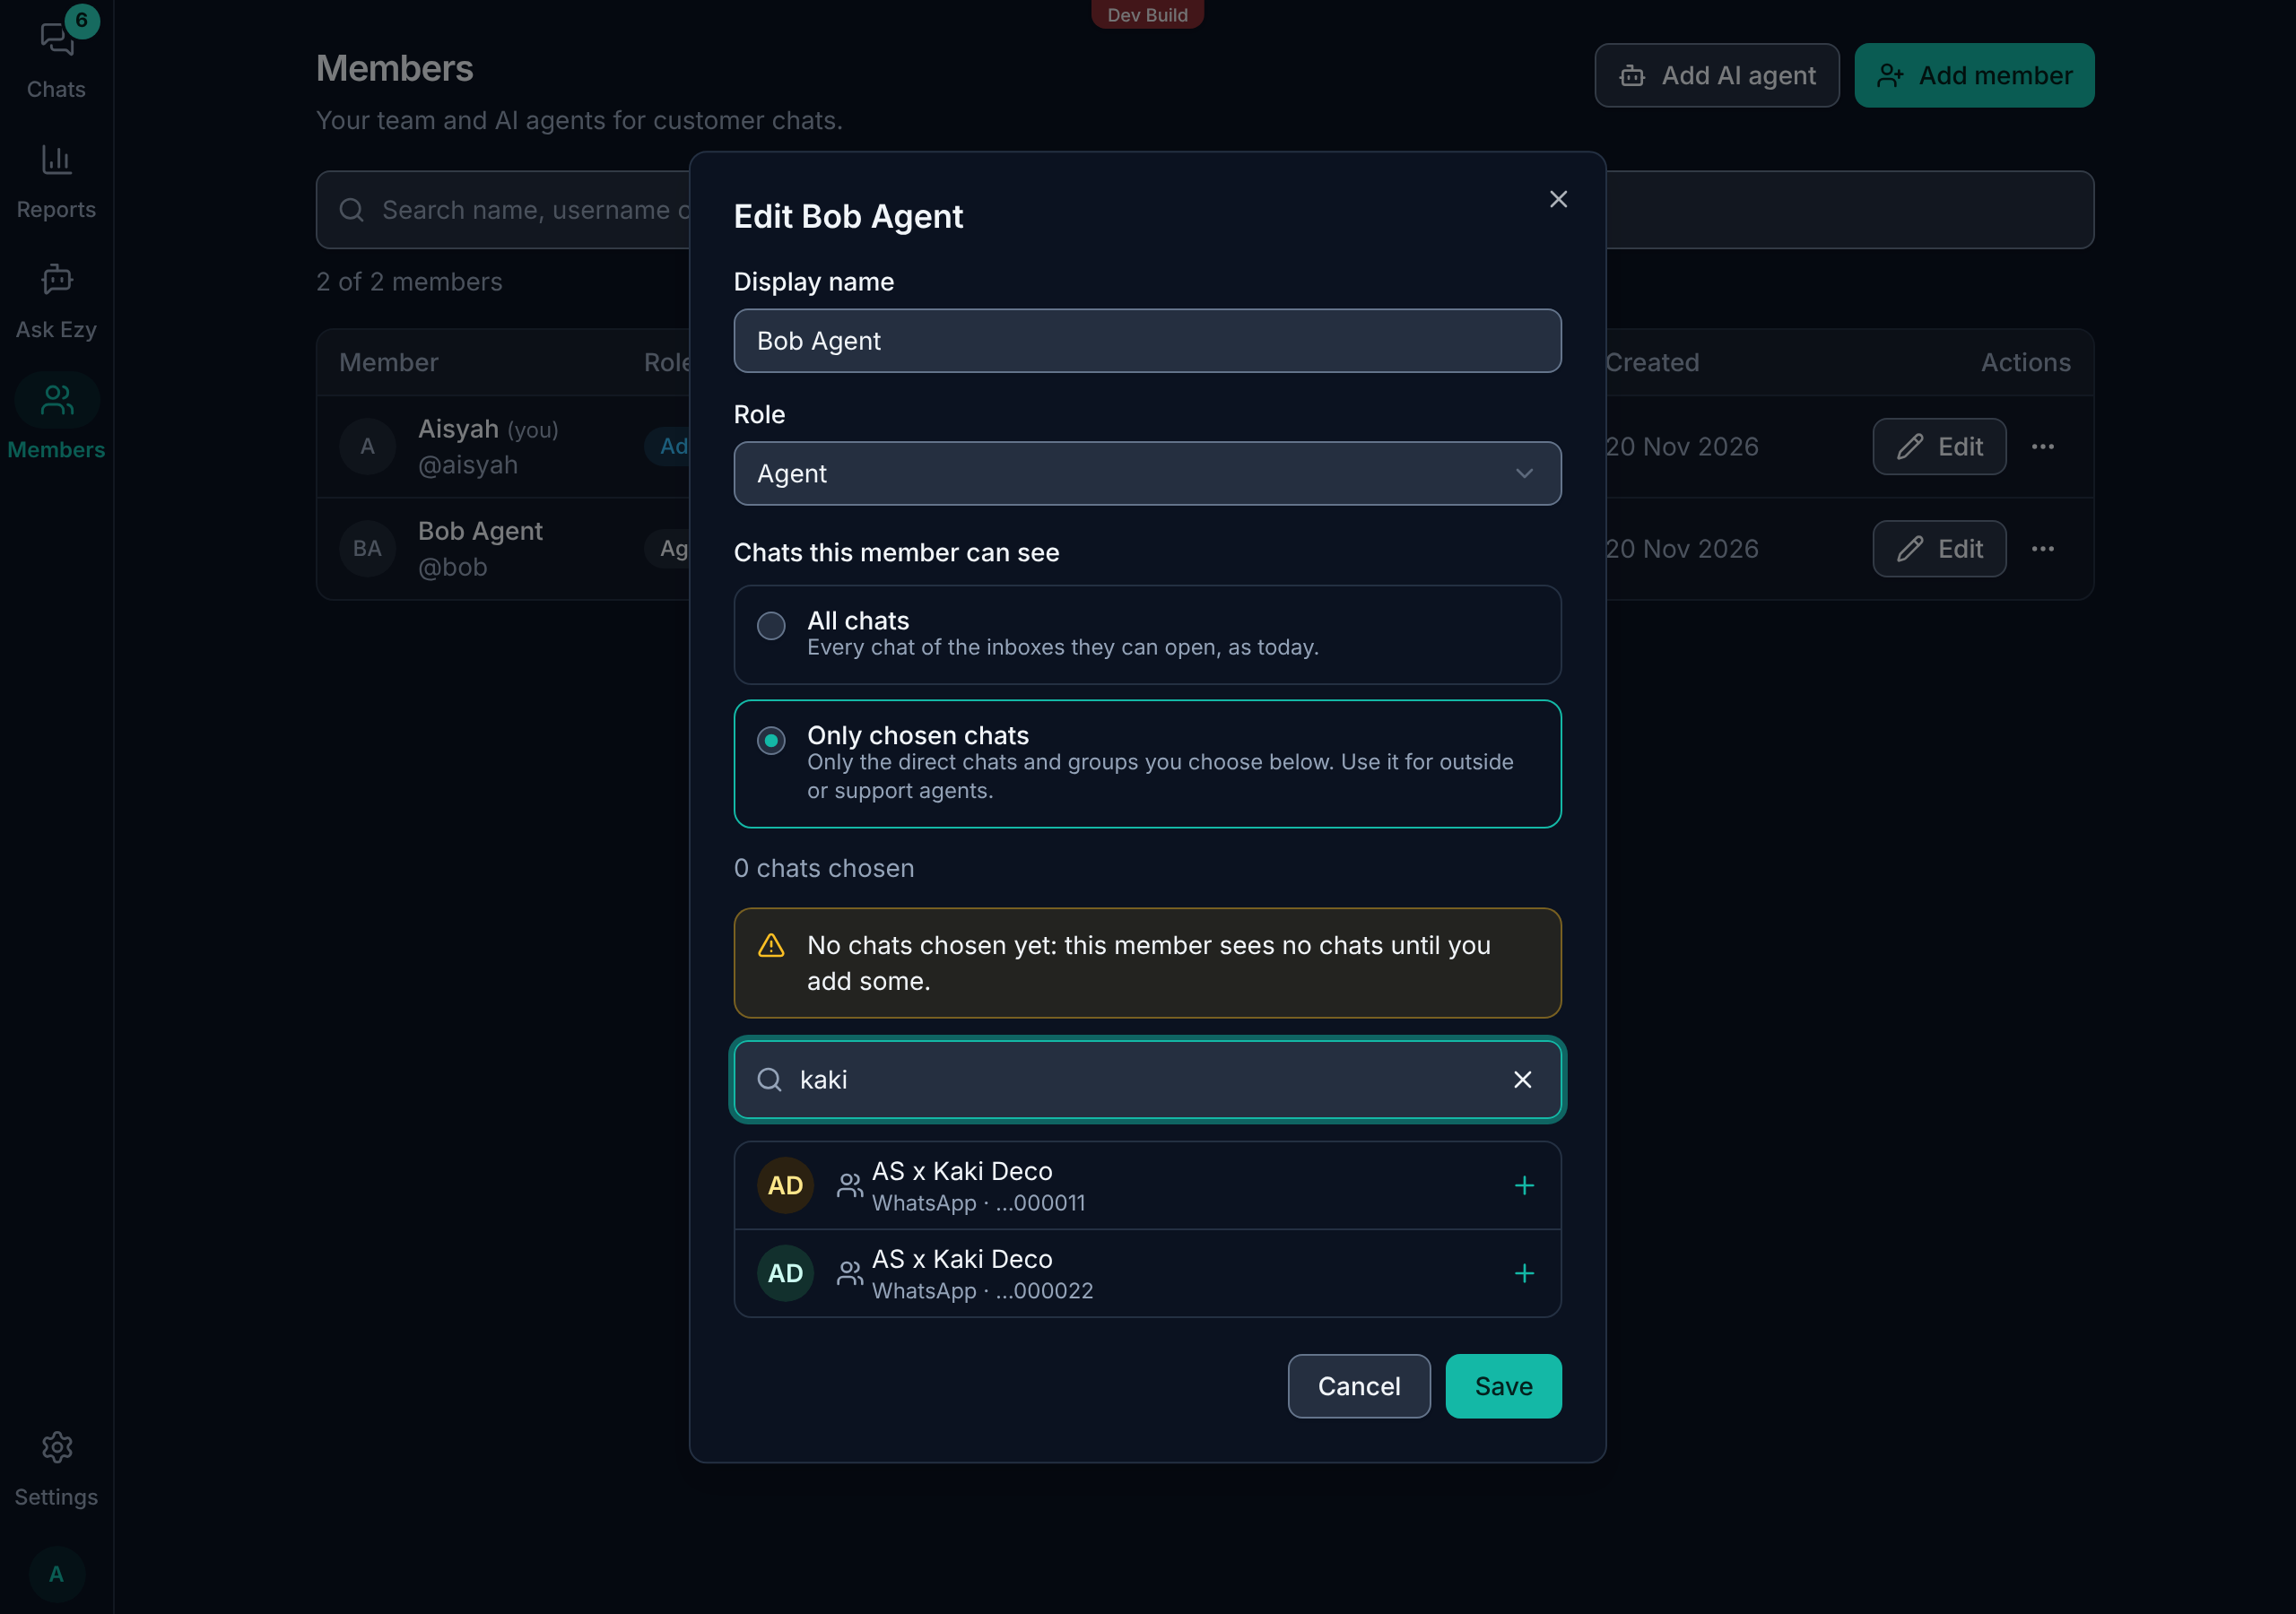 6
Chats
Reports
Ask Ezy
Members
Settings
A
Dev Build
Members
Your team and AI agents for customer chats.
Add AI agent
Add member
Search name, username
2 of 2 members
Member
Role
Created
Actions
A
Aisyah (you)
@aisyah
Ad
20 Nov 2026
Edit
BA
Bob Agent
@bob
Ag
20 Nov 2026
Edit
Edit Bob Agent
Display name
Bob Agent
Role
Agent
Chats this member can see
All chats
Every chat of the inboxes they can open, as today.
Only chosen chats
Only the direct chats and groups you choose below. Use it for outside
or support agents.
0 chats chosen
No chats chosen yet: this member sees no chats until you
add some.
kaki
AD
AS x Kaki Deco
WhatsApp · ...000011
AD
AS x Kaki Deco
WhatsApp · ...000022
Cancel
Save